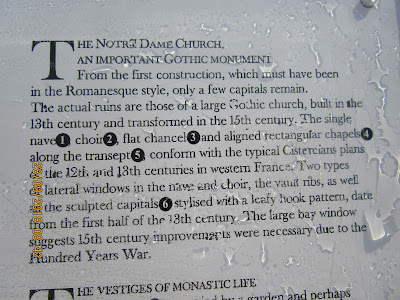 THE NOTRE DAME CHURCH,
AN IMPORTANT GOTHIC MONUMENT
From the first construction, which must have been
in the Romanesque style, only a few capitals remain.
The actual ruins are those of a large Gothic church, built in the
13th century and transformed in the 15th century. The single
nave 1 choir 2, flat chancel 3 and aligned rectangular chapels 4
along the transept 5, conform with the typical Cistercians plans
of the 12th, and 13th centuries in western France. Two types
of lateral windows in the nave and choir, the vault ribs, as well
the sculpted capitals 6 stylised with a leafy hook pattern, date
from the first half of the 13th century. The large bay window
suggests 15th century improvements were necessary due to the
Hundred Years War.
THE VESTIGES OF MONASTIC LIFE
by a garden and perhaps